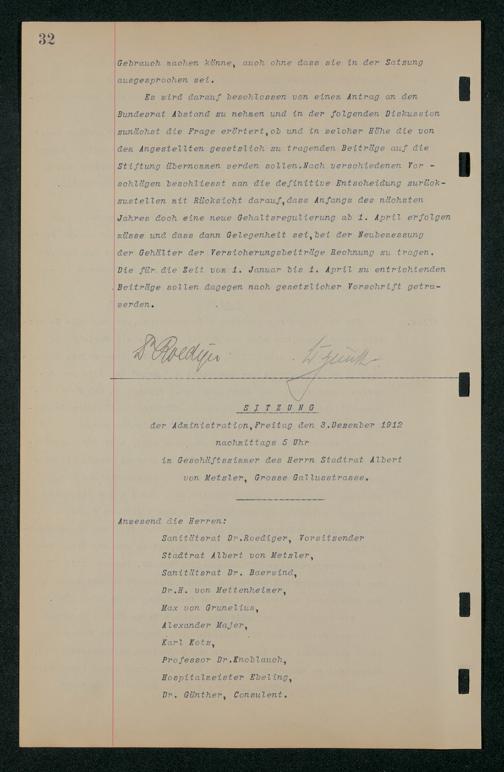 32
Gebrauch machen könne, auch ohne dass sie in der Satzung
ausgesprochen sei.
Es wird darauf beschlossen von einem Antrag an den
Bundesrat Abstand zu nehmen und in der folgenden Diskussion
zunächst die Frage erörtert,ob und in welcher Höhe die von
den Angestellten gesetzlich zu tragenden Beiträge auf die
Stiftung übernommen werden sollen.Nach verschiedenen Vor -
schlägen beschliesst man die definitive Entscheidung zurück-
zustellen mit Rücksicht darauf,dass Anfangs des nächsten
Jahres doch eine neue Gehaltsregulierung ab 1. April erfolgen
müsse und dass dann Gelegenheit sei,bei der Neubemessung
der Gehälter der Versicherungsbeiträge Rechnung zu tragen.
Die für die Zeit vom 1. Januar bis 1. April zu entrichtenden
Beiträge sollen dagegen nach gesetzlicher Vorschrift getra-
werden.
Dr Roediger
SITZUNG
der Administration,Freitag den 3.Dezember 1912
nachmittags 5 Uhr
im Geschäftszimmer des Herrn Stadtrat Albert
von Metzler, Grosse Gallusstrasse.
Anwesend die Herren:
Sanitätsrat Dr.Roediger, Vorsitzender
Stadtrat Albert von Metzler,
Sanitätsrat Dr. Baerwind,
Dr.H. von Mettenheimer,
Max von Grunelius,
Alexander Majer,
Karl Kotz,
Professor Dr.Knoblauch,
Hospitalmeister Ebeling,
Dr. Günther, Consulent.